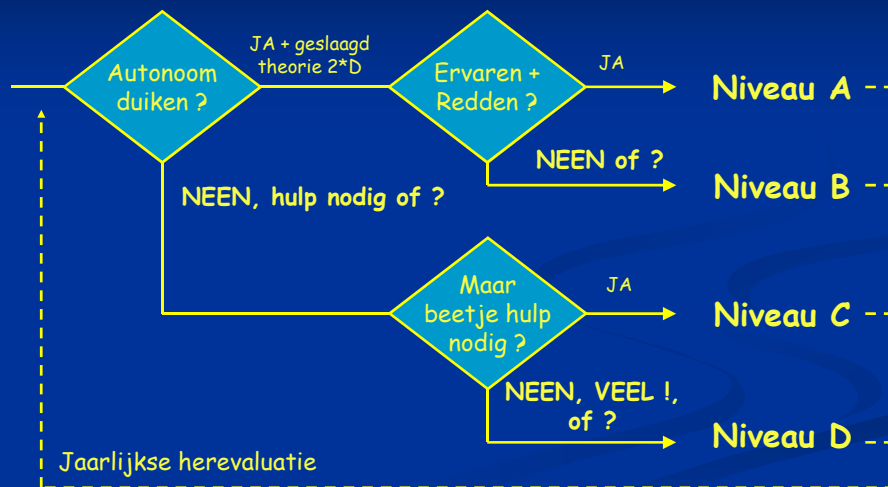 JA + geslaagd
theorie 2*D
Autonoom
duiken ?
Ervaren +
Redden ?
JA
Niveau A
NEEN of ?
Niveau B
NEEN, hulp nodig of ?
Maar
beetje hulp
nodig ?
JA
Niveau C
NEEN, VEEL !,
of ?
Niveau D
Jaarlijkse herevaluatie